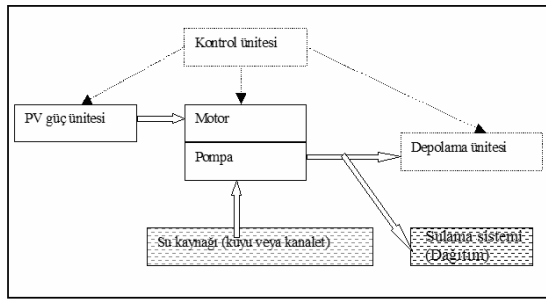 Kontrol ünitesi
PV güç ünitesi
Motor
Depolama ünitesi
Pompa
Su kaynağı (kuyu veya kanalet)
Sulama sistemi
(Dağıtım)